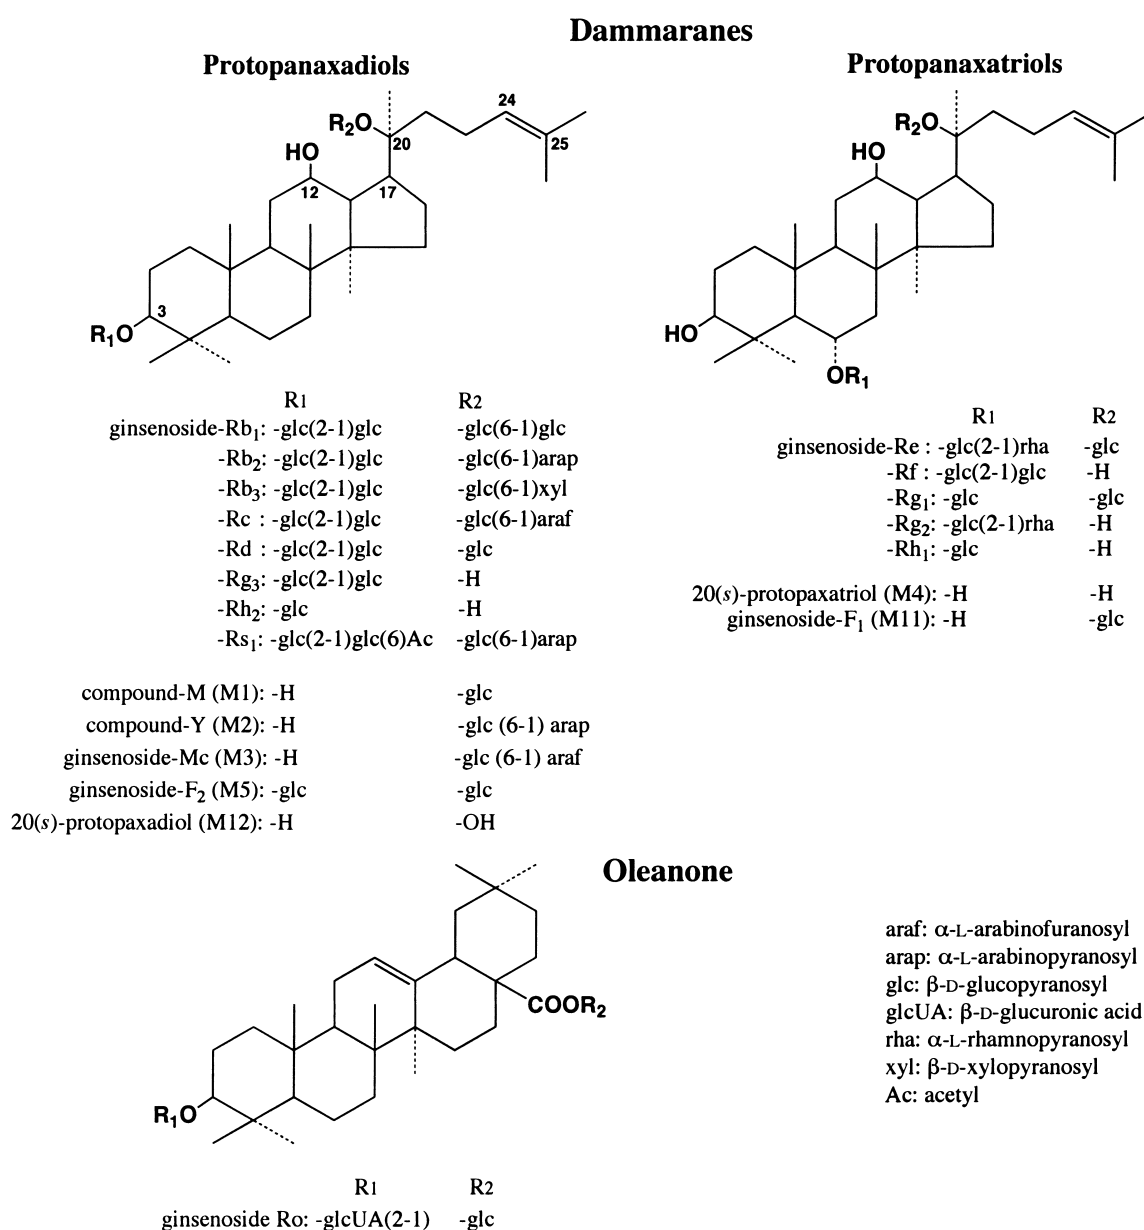 Dammaranes
Protopanaxadiols
R₂O
20
24
25
HO
12
17
3
R₁O
R1 R2
ginsenoside-Rb₁: -glc(2-1)glc -glc(6-1)glc
-Rb₂: -glc(2-1)glc -glc(6-1)arap
-Rb₃: -glc(2-1)glc -glc(6-1)xyl
-Rc : -glc(2-1)glc -glc(6-1)araf
-Rd : -glc(2-1)glc -glc
-Rg₃: -glc(2-1)glc -H
-Rh₂: -glc -H
-Rs₁: -glc(2-1)glc(6)Ac -glc(6-1)arap
compound-M (M1): -H -glc
compound-Y (M2): -H -glc (6-1) arap
ginsenoside-Mc (M3): -H -glc (6-1) araf
ginsenoside-F₂ (M5): -glc -glc
20(s)-protopaxadiol (M12): -H -OH
Protopanaxatriols
R₂O
HO
HO
OR₁
R1 R2
ginsenoside-Re : -glc(2-1)rha -glc
-Rf : -glc(2-1)glc -H
-Rg₁: -glc -glc
-Rg₂: -glc(2-1)rha -H
-Rh₁: -glc -H
20(s)-protopaxatriol (M4): -H -H
ginsenoside-F₁ (M11): -H -glc
Oleanone
COOR₂
R₁O
R1 R2
ginsenoside Ro: -glcUA(2-1) -glc
araf: α-L-arabinofuranosyl
arap: α-L-arabinopyranosyl
glc: β-D-glucopyranosyl
glcUA: β-D-glucuronic acid
rha: α-L-rhamnopyranosyl
xyl: β-D-xylopyranosyl
Ac: acetyl